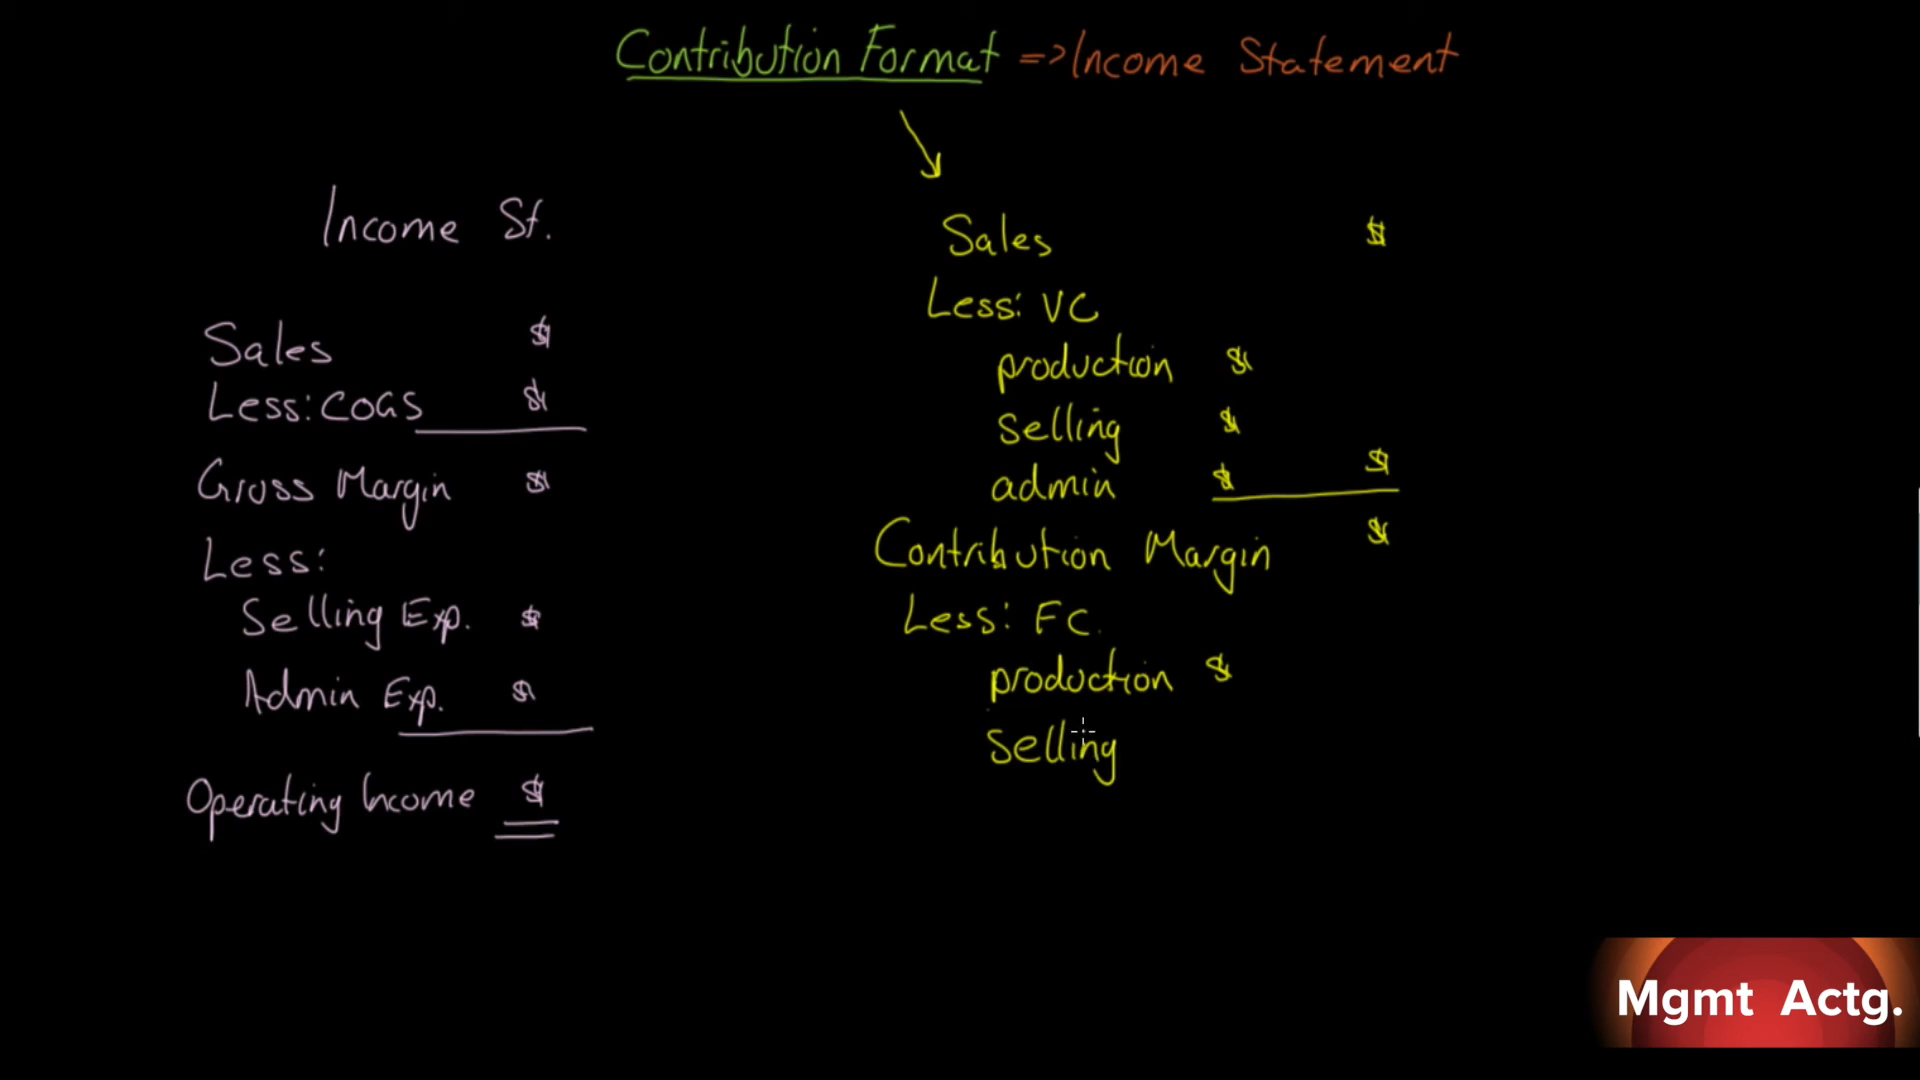 Contribution Format => Income Statement
Income St.
Sales $
Less: COGS $
Gross Margin $
Less:
Selling Exp. $
Admin Exp. $
Operating Income $
Sales $
Less: VC
production $
selling $
admin $ $
Contribution Margin $
Less: FC.
production $
selling
Mgmt Actg.